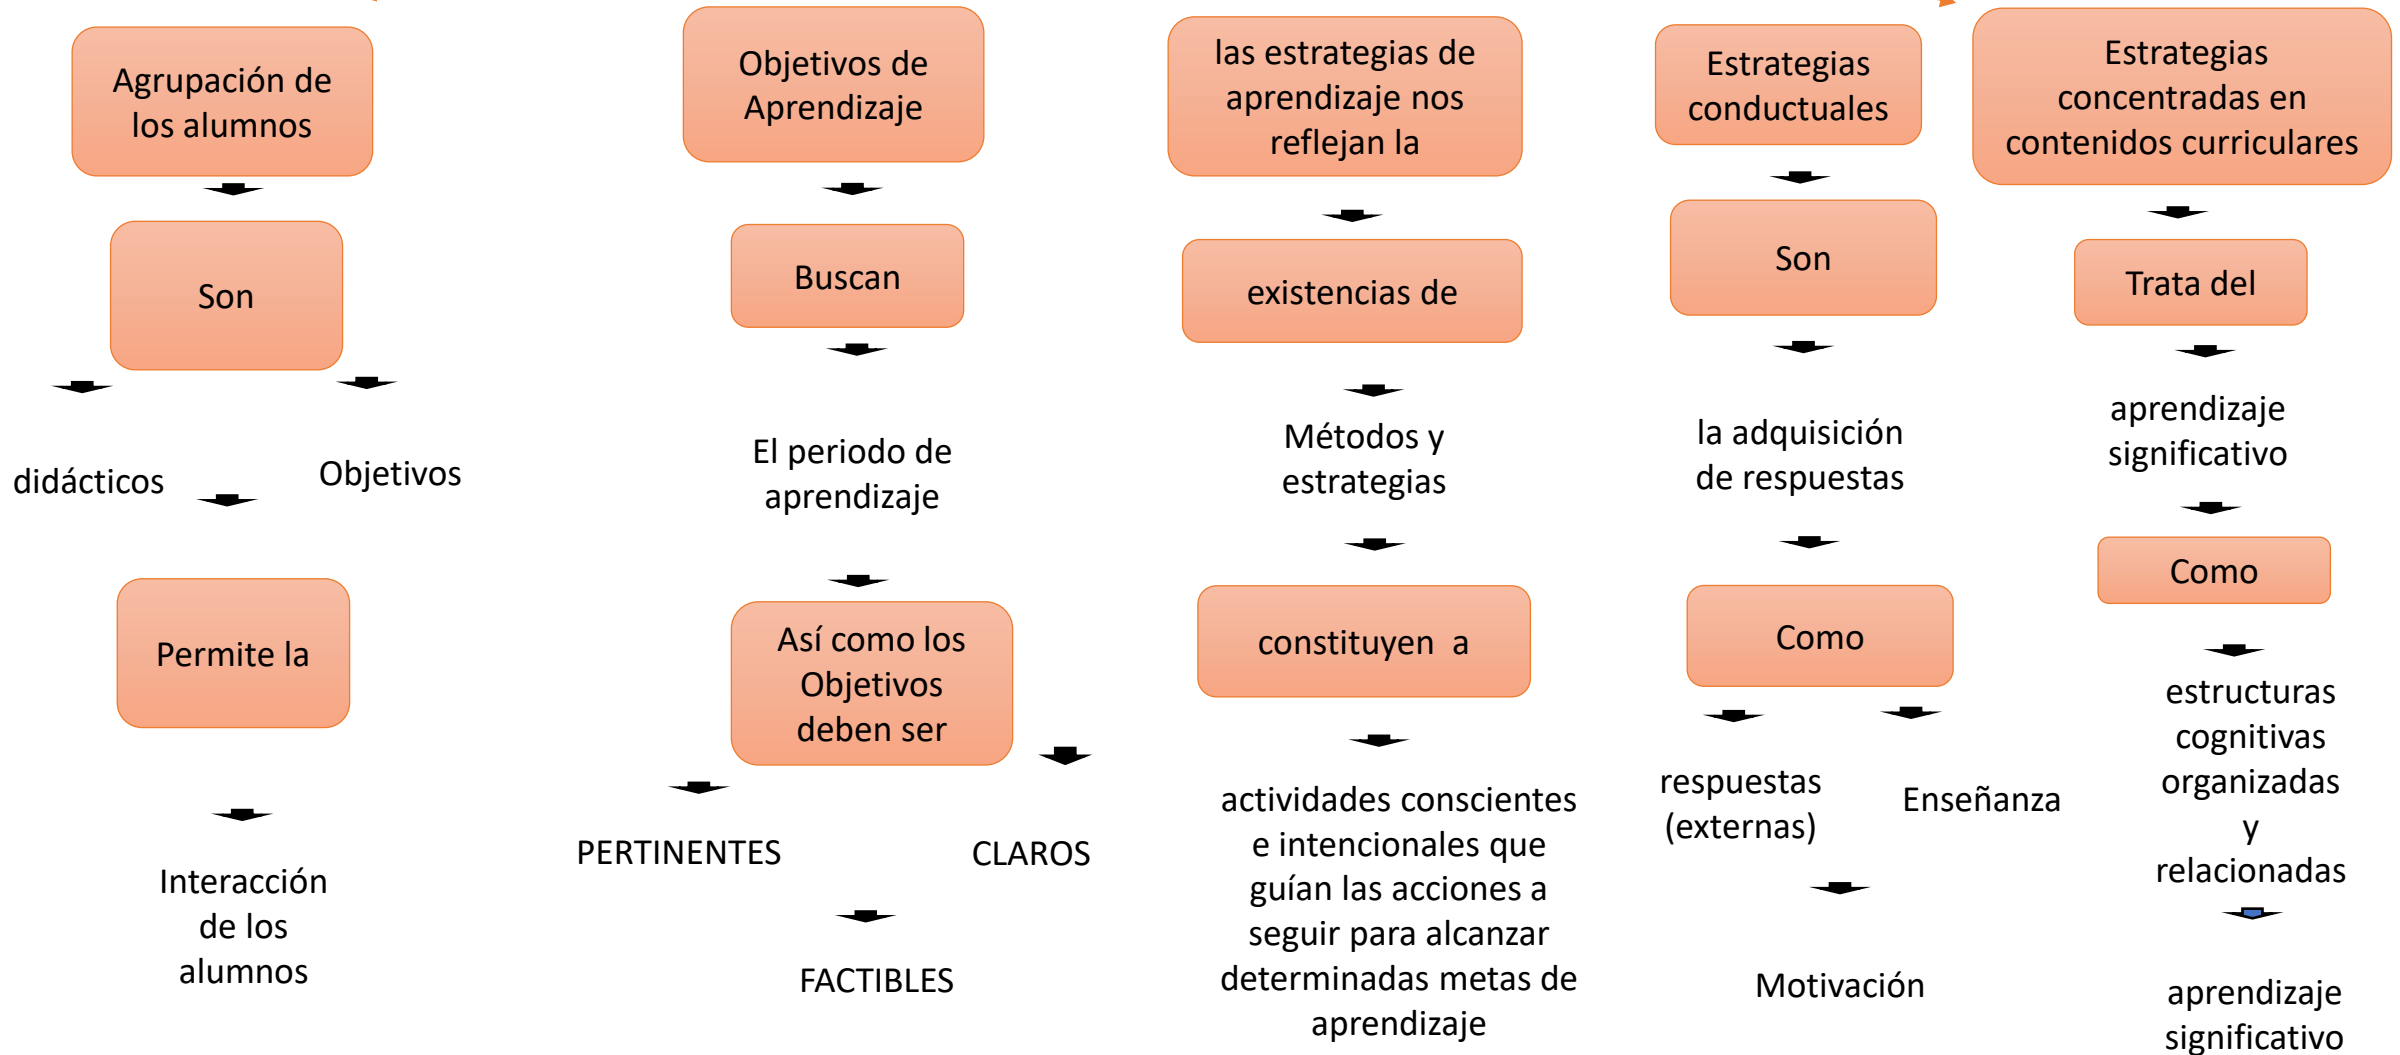 Agrupación de
los alumnos
Son
didácticos
Objetivos
Permite la
Interacción
de los
alumnos
Objetivos de
Aprendizaje
Buscan
El periodo de
aprendizaje
Así como los
Objetivos
deben ser
PERTINENTES
CLAROS
FACTIBLES
las estrategias de
aprendizaje nos
reflejan la
existencias de
Métodos y
estrategias
constituyen a
actividades conscientes
e intencionales que
guían las acciones a
seguir para alcanzar
determinadas metas de
aprendizaje
Estrategias
conductuales
Son
la adquisición
de respuestas
Como
respuestas
(externas)
Enseñanza
Motivación
Estrategias
concentradas en
contenidos curriculares
Trata del
aprendizaje
significativo
Como
estructuras
cognitivas
organizadas
y
relacionadas
aprendizaje
significativo